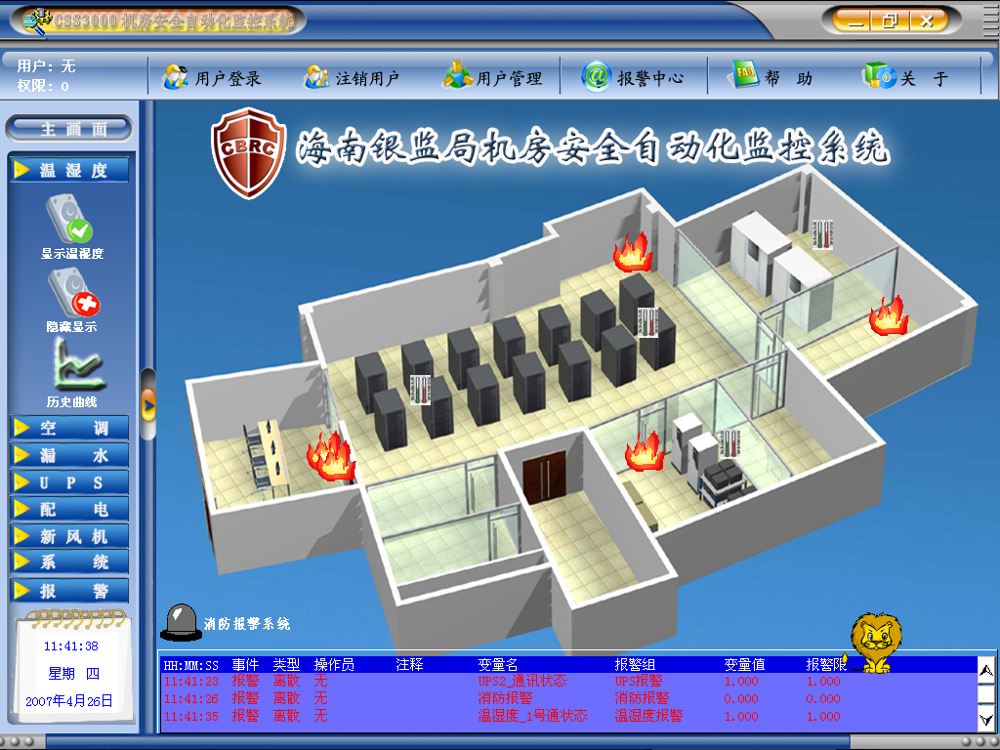 CSS3000 机房安全自动化监控系统
用户: 无
权限: 0
用户登录 注销用户 用户管理 报警中心 帮 助 关 于
FAQ
主 画 面
CBRC
海南银监局机房安全自动化监控系统
温 湿 度
显示温湿度
隐藏显示
历史曲线
空 调
漏 水
U P S
配 电
新 风 机
系 统
报 警
消防报警系统
11:41:38
星期 四
2007年4月26日
HH:MM:SS 事件 类型 操作员 注释 变量名 报警组 变量值 报警限
11:41:23 报警 离散 无 UPS2_通讯状态 UPS报警 1.000 1.000
11:41:26 报警 离散 无 消防报警 消防报警 0.000 0.000
11:41:35 报警 离散 无 温湿度_1号通状态 温湿度报警 1.000 1.000